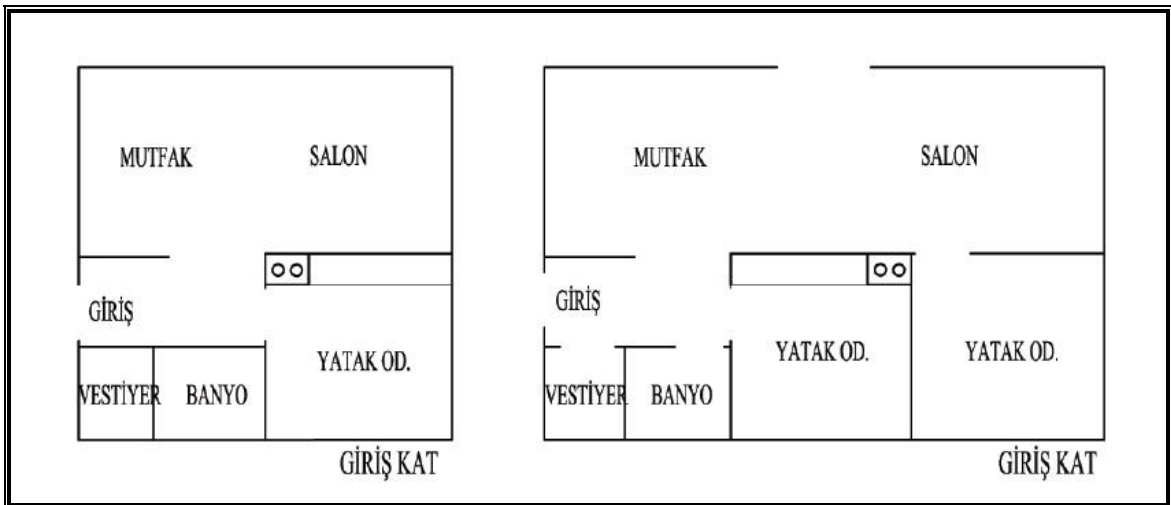 MUTFAK
SALON
GİRİŞ
YATAK OD.
VESTİYER
BANYO
GİRİŞ KAT
MUTFAK
SALON
GİRİŞ
YATAK OD.
YATAK OD.
VESTİYER
BANYO
GİRİŞ KAT